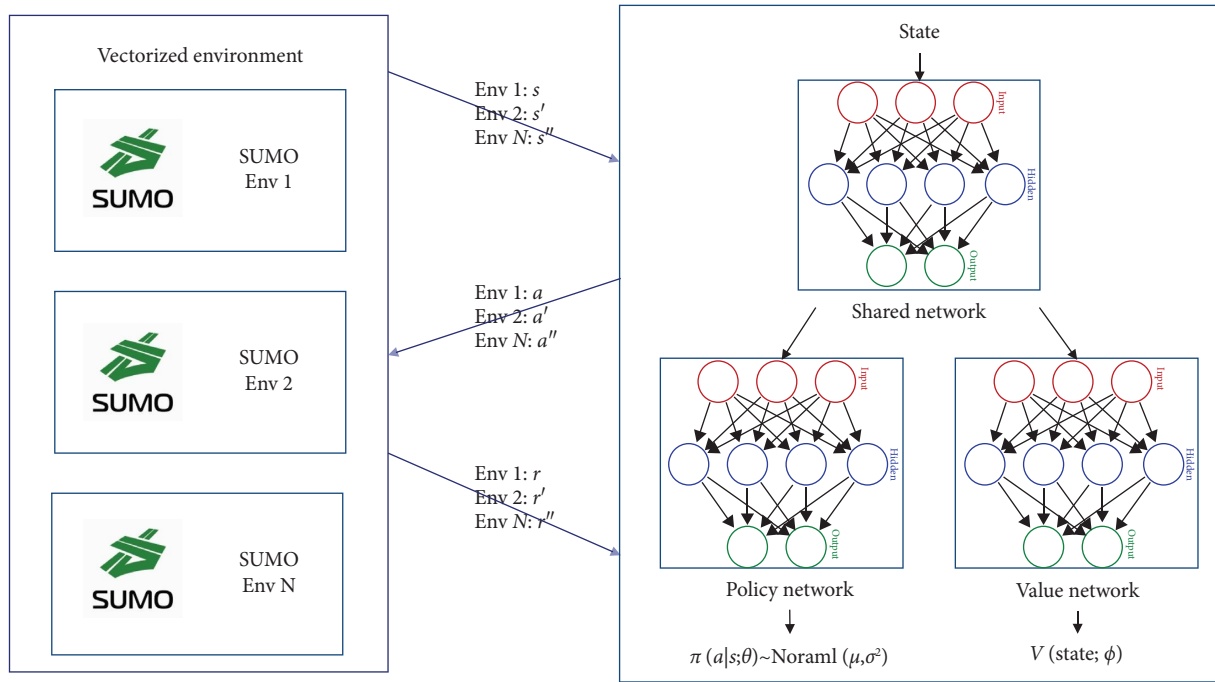 Vectorized environment
SUMO
SUMO
Env 1
SUMO
SUMO
Env 2
SUMO
SUMO
Env N
Env 1: s
Env 2: s′
Env N: s″
Env 1: a
Env 2: a′
Env N: a″
Env 1: r
Env 2: r′
Env N: r″
State
Input
Hidden
Output
Shared network
Input
Hidden
Output
Policy network
π (a|s;θ)~Noraml (μ,σ²)
Input
Hidden
Output
Value network
V (state; ϕ)